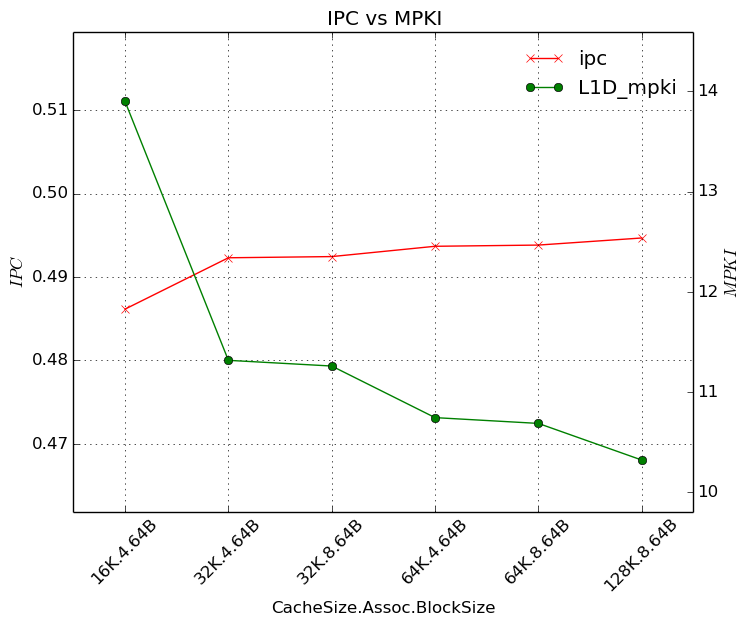 IPC vs MPKI
ipc
L1D_mpki
0.51
0.50
0.49
0.48
0.47
IPC
14
13
12
11
10
MPKI
16K.4.64B
32K.4.64B
32K.8.64B
64K.4.64B
64K.8.64B
128K.8.64B
CacheSize.Assoc.BlockSize